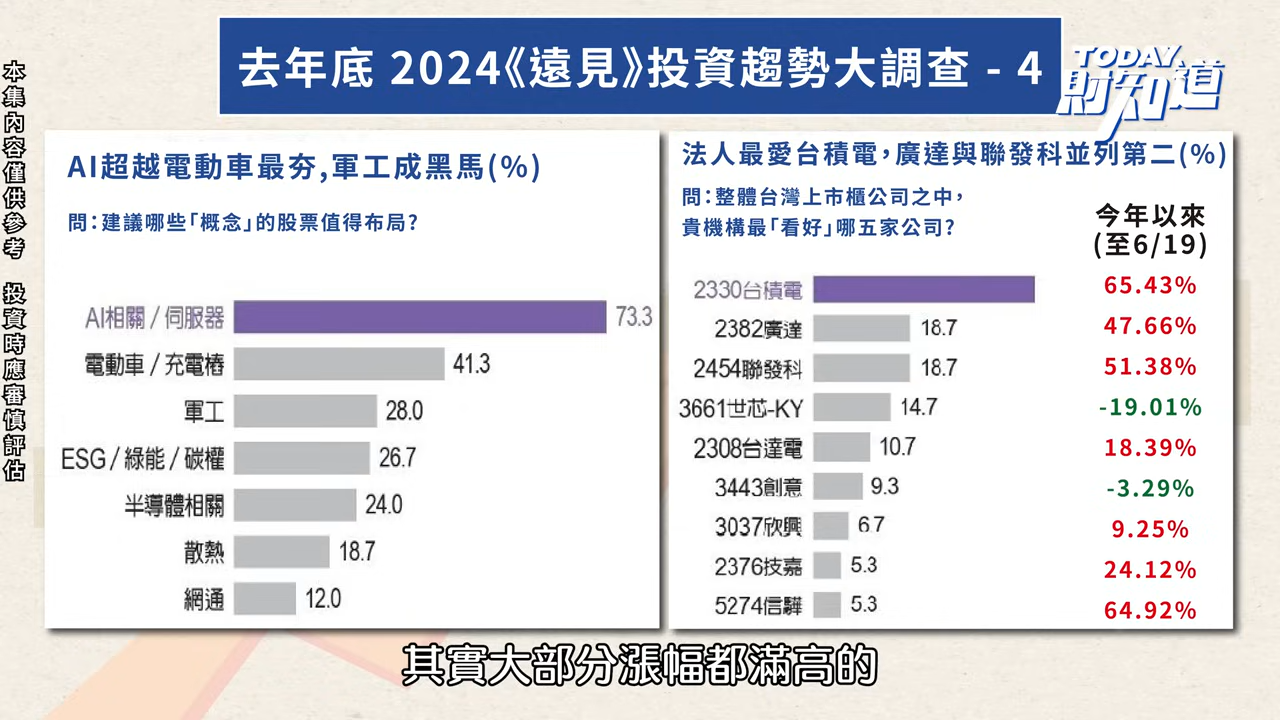 去年底 2024《遠見》投資趨勢大調查 - 4
TODAY
財知道
本集內容僅供參考 投資時應審慎評估
AI超越電動車最夯,軍工成黑馬(%)
問:建議哪些「概念」的股票值得布局?
AI相關/伺服器 73.3
電動車/充電樁 41.3
軍工 28.0
ESG/綠能/碳權 26.7
半導體相關 24.0
散熱 18.7
網通 12.0
法人最愛台積電,廣達與聯發科並列第二(%)
問:整體台灣上市櫃公司之中,
貴機構最「看好」哪五家公司?
今年以來
(至6/19)
2330台積電 65.43%
2382廣達 18.7 47.66%
2454聯發科 18.7 51.38%
3661世芯-KY 14.7 -19.01%
2308台達電 10.7 18.39%
3443創意 9.3 -3.29%
3037欣興 6.7 9.25%
2376技嘉 5.3 24.12%
5274信驊 5.3 64.92%
其實大部分漲幅都滿高的